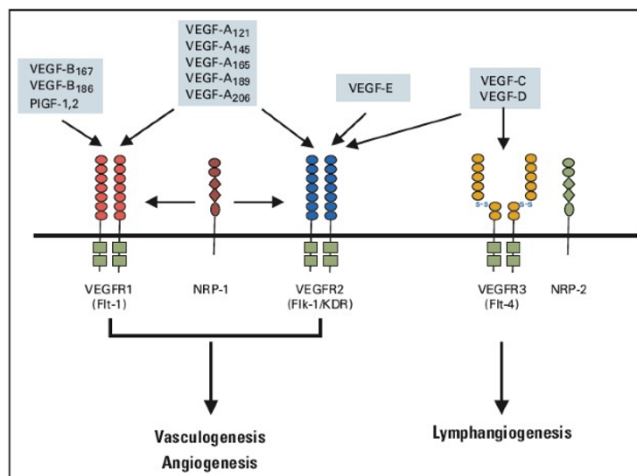 VEGF-A121
VEGF-A145
VEGF-A165
VEGF-A189
VEGF-A206
VEGF-B167
VEGF-B186
PIGF-1,2
VEGF-E
VEGF-C
VEGF-D
S-S
S-S
VEGFR1
(Flt-1)
NRP-1
VEGFR2
(Flk-1/KDR)
VEGFR3
(Flt-4)
NRP-2
Vasculogenesis
Angiogenesis
Lymphangiogenesis